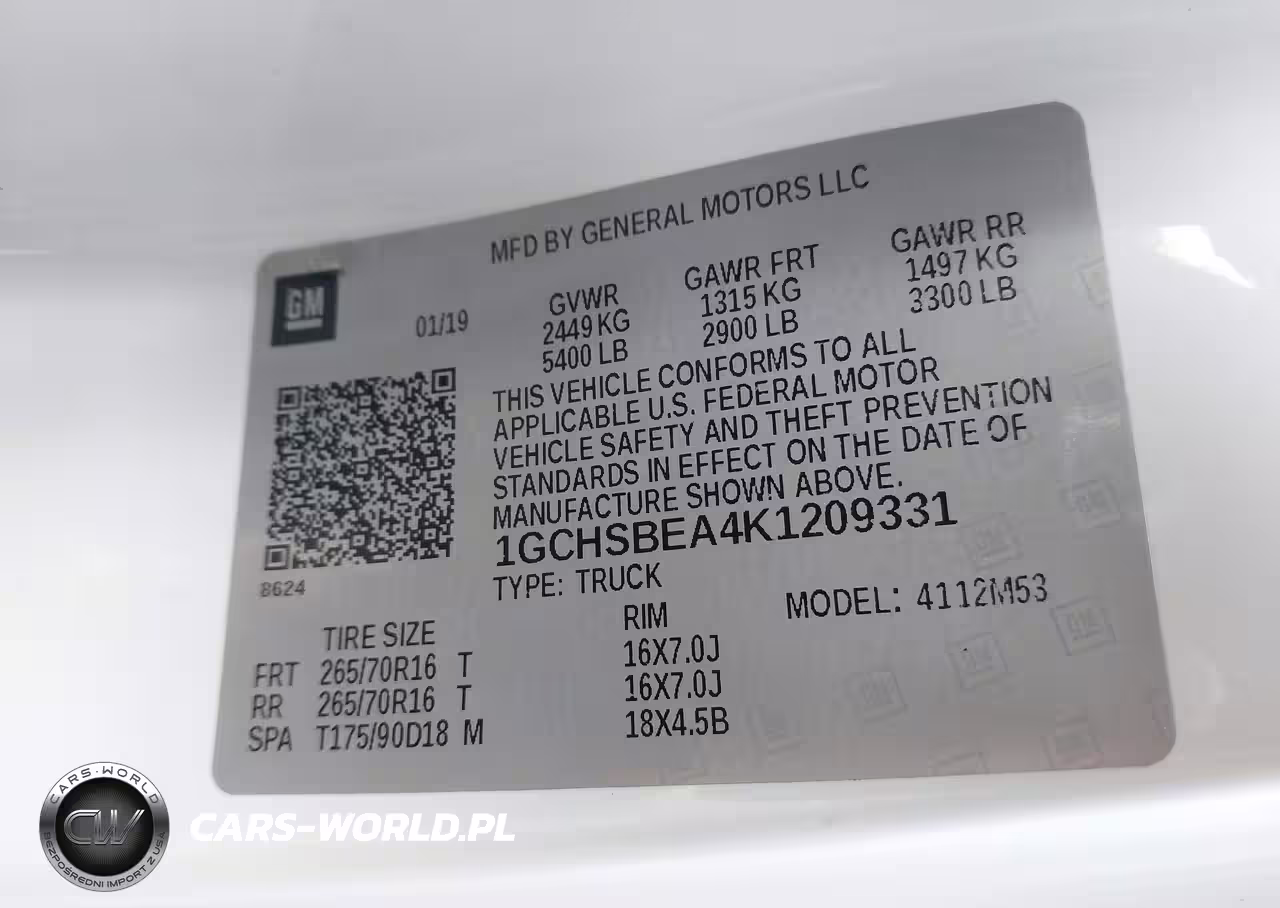 MFD BY GENERAL MOTORS LLC
GM
01/19
GVWR GAWR FRT GAWR RR
2449 KG 1315 KG 1497 KG
5400 LB 2900 LB 3300 LB
THIS VEHICLE CONFORMS TO ALL
APPLICABLE U.S. FEDERAL MOTOR
VEHICLE SAFETY AND THEFT PREVENTION
STANDARDS IN EFFECT ON THE DATE OF
MANUFACTURE SHOWN ABOVE.
1GCHSBEA4K1209331
8624
TYPE: TRUCK MODEL: 4112M53
TIRE SIZE RIM
FRT 265/70R16 T 16X7.0J
RR 265/70R16 T 16X7.0J
SPA T175/90D18 M 18X4.5B
CARS-WORLD
CW
BEZPOŚREDNI IMPORT Z USA
CARS-WORLD.PL